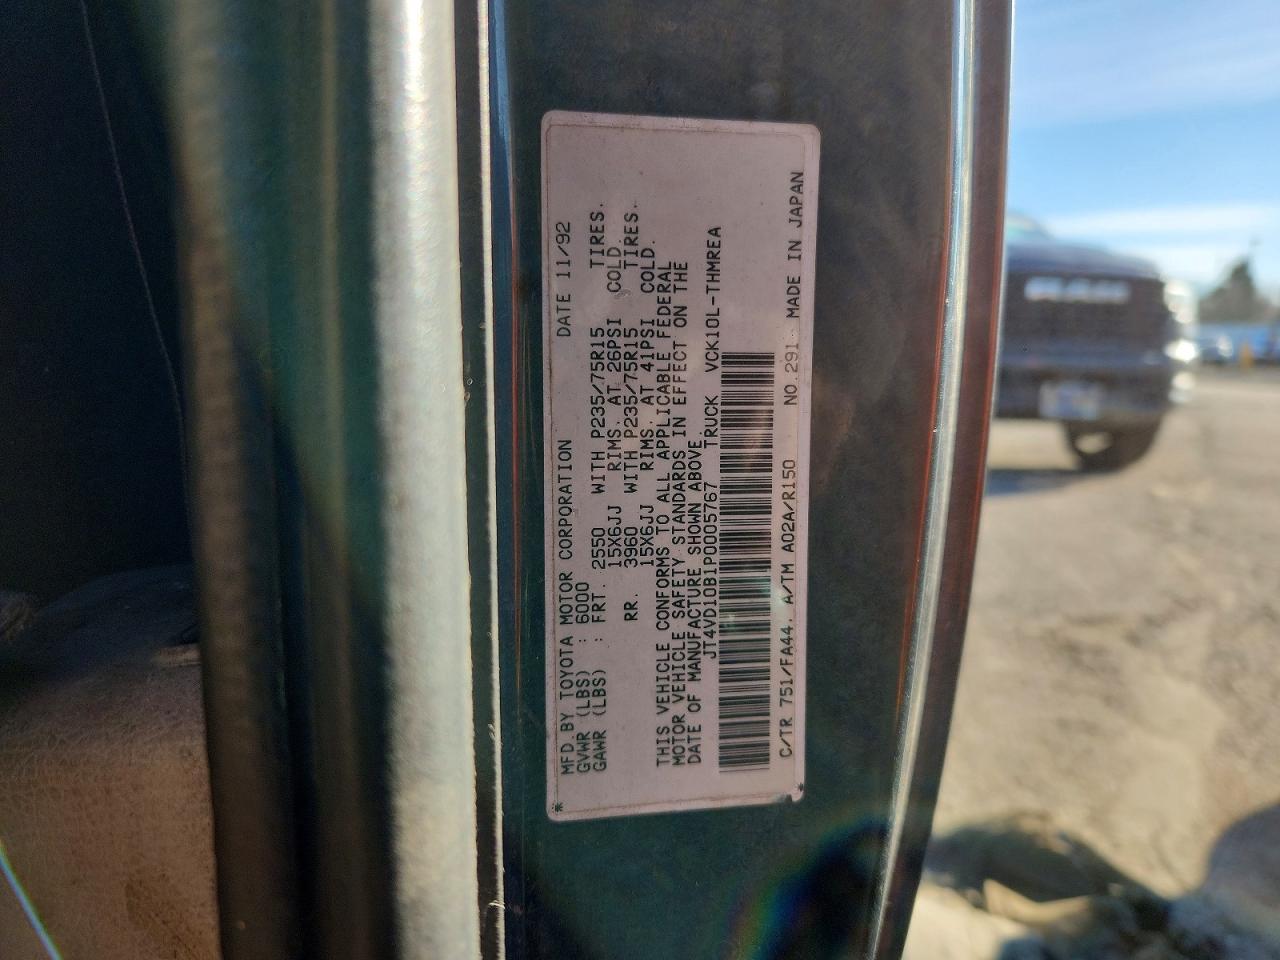 MFD. BY TOYOTA MOTOR CORPORATION DATE 11/92
GVWR (LBS) : 6000
GAWR (LBS) : FRT. 2550 WITH P235/75R15 TIRES.
15X6JJ RIMS. AT 26PSI COLD.
RR. 3960 WITH P235/75R15 TIRES.
15X6JJ RIMS. AT 41PSI COLD.
THIS VEHICLE CONFORMS TO ALL APPLICABLE FEDERAL
MOTOR VEHICLE SAFETY STANDARDS IN EFFECT ON THE
DATE OF MANUFACTURE SHOWN ABOVE.
JT4VD10B1P0005767 TRUCK VCK10L-THMREA
C/TR 751/FA44. A/TM A02A/R150 NO.291 MADE IN JAPAN